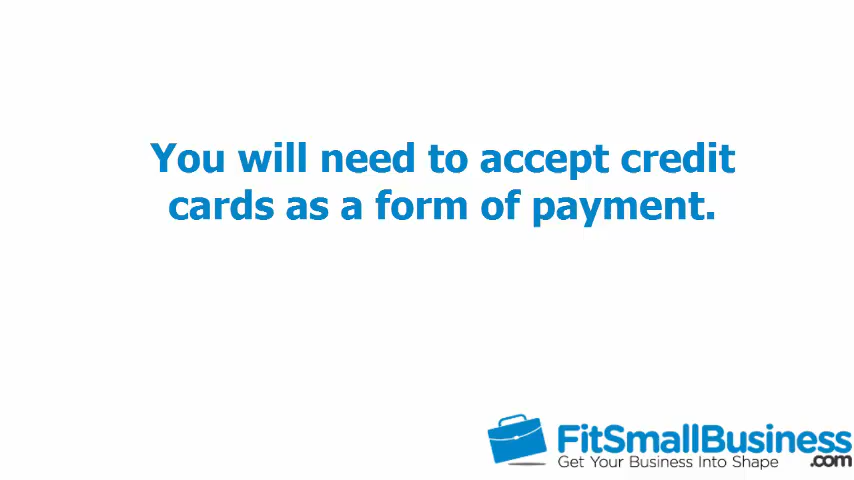 You will need to accept credit
cards as a form of payment.
FitSmallBusiness
.com
Get Your Business Into Shape